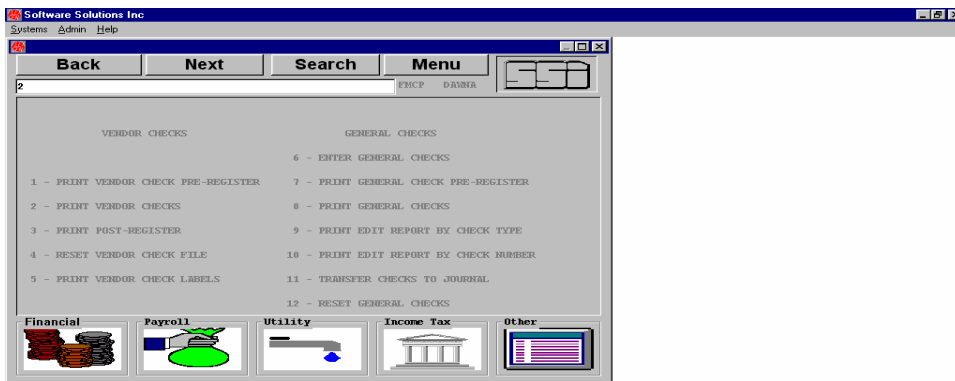 Software Solutions Inc
Systems Admin Help
Back Next Search Menu
SSI
2 FMCP DAWNA
VENDOR CHECKS GENERAL CHECKS
6 - ENTER GENERAL CHECKS
1 - PRINT VENDOR CHECK PRE-REGISTER 7 - PRINT GENERAL CHECK PRE-REGISTER
2 - PRINT VENDOR CHECKS 8 - PRINT GENERAL CHECKS
3 - PRINT POST-REGISTER 9 - PRINT EDIT REPORT BY CHECK TYPE
4 - RESET VENDOR CHECK FILE 10 - PRINT EDIT REPORT BY CHECK NUMBER
5 - PRINT VENDOR CHECK LABELS 11 - TRANSFER CHECKS TO JOURNAL
12 - RESET GENERAL CHECKS
Financial Payroll Utility Income Tax Other